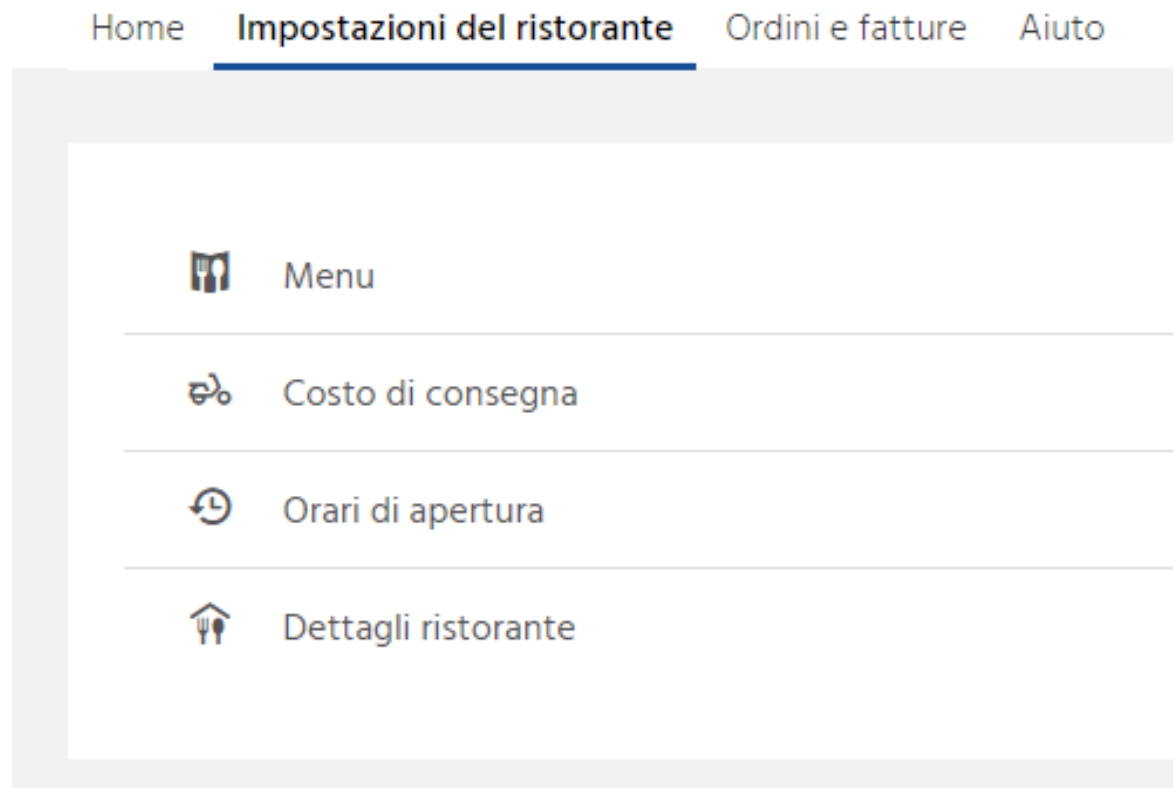 Home Impostazioni del ristorante Ordini e fatture Aiuto
Menu
Costo di consegna
Orari di apertura
Dettagli ristorante